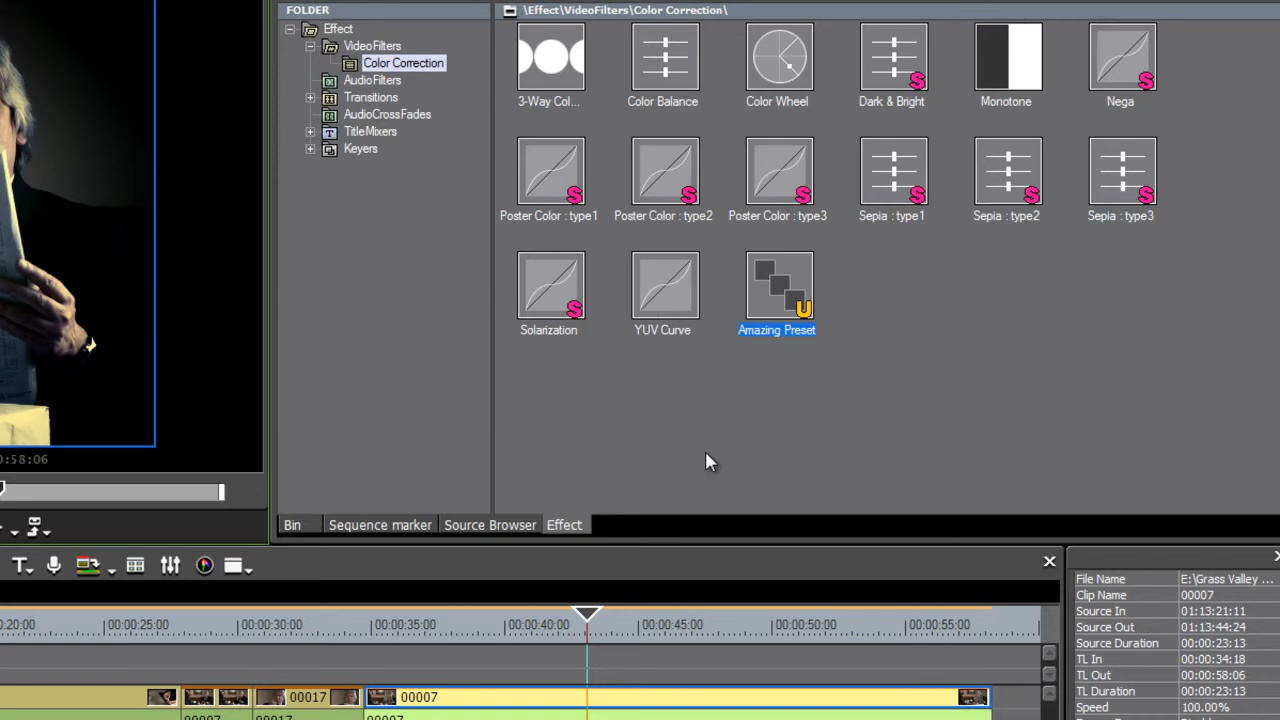 FOLDER
\Effect\VideoFilters\Color Correction\
Effect
VideoFilters
Color Correction
AudioFilters
Transitions
AudioCrossFades
TitleMixers
Keyers
3-Way Col...
Color Balance
Color Wheel
Dark & Bright
Monotone
Nega
Poster Color : type1
Poster Color : type2
Poster Color : type3
Sepia : type1
Sepia : type2
Sepia : type3
Solarization
YUV Curve
Amazing Preset
0:58:06
Bin
Sequence marker
Source Browser
Effect
0:20:00
00:00:25:00
00:00:30:00
00:00:35:00
00:00:40:00
00:00:45:00
00:00:50:00
00:00:55:00
00017
00007
00007
00017
00007
File Name E:\Grass Valley ...
Clip Name 00007
Source In 01:13:21:11
Source Out 01:13:44:24
Source Duration 00:00:23:13
TL In 00:00:34:18
TL Out 00:00:58:06
TL Duration 00:00:23:13
Speed 100.00%